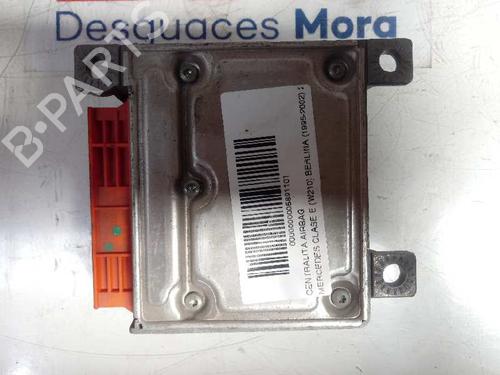 Desguaces Mora
B-PARTS
CENTRALITA AIRBAG
MERCEDES CLASE E (W210) BERLINA (1995-2002)